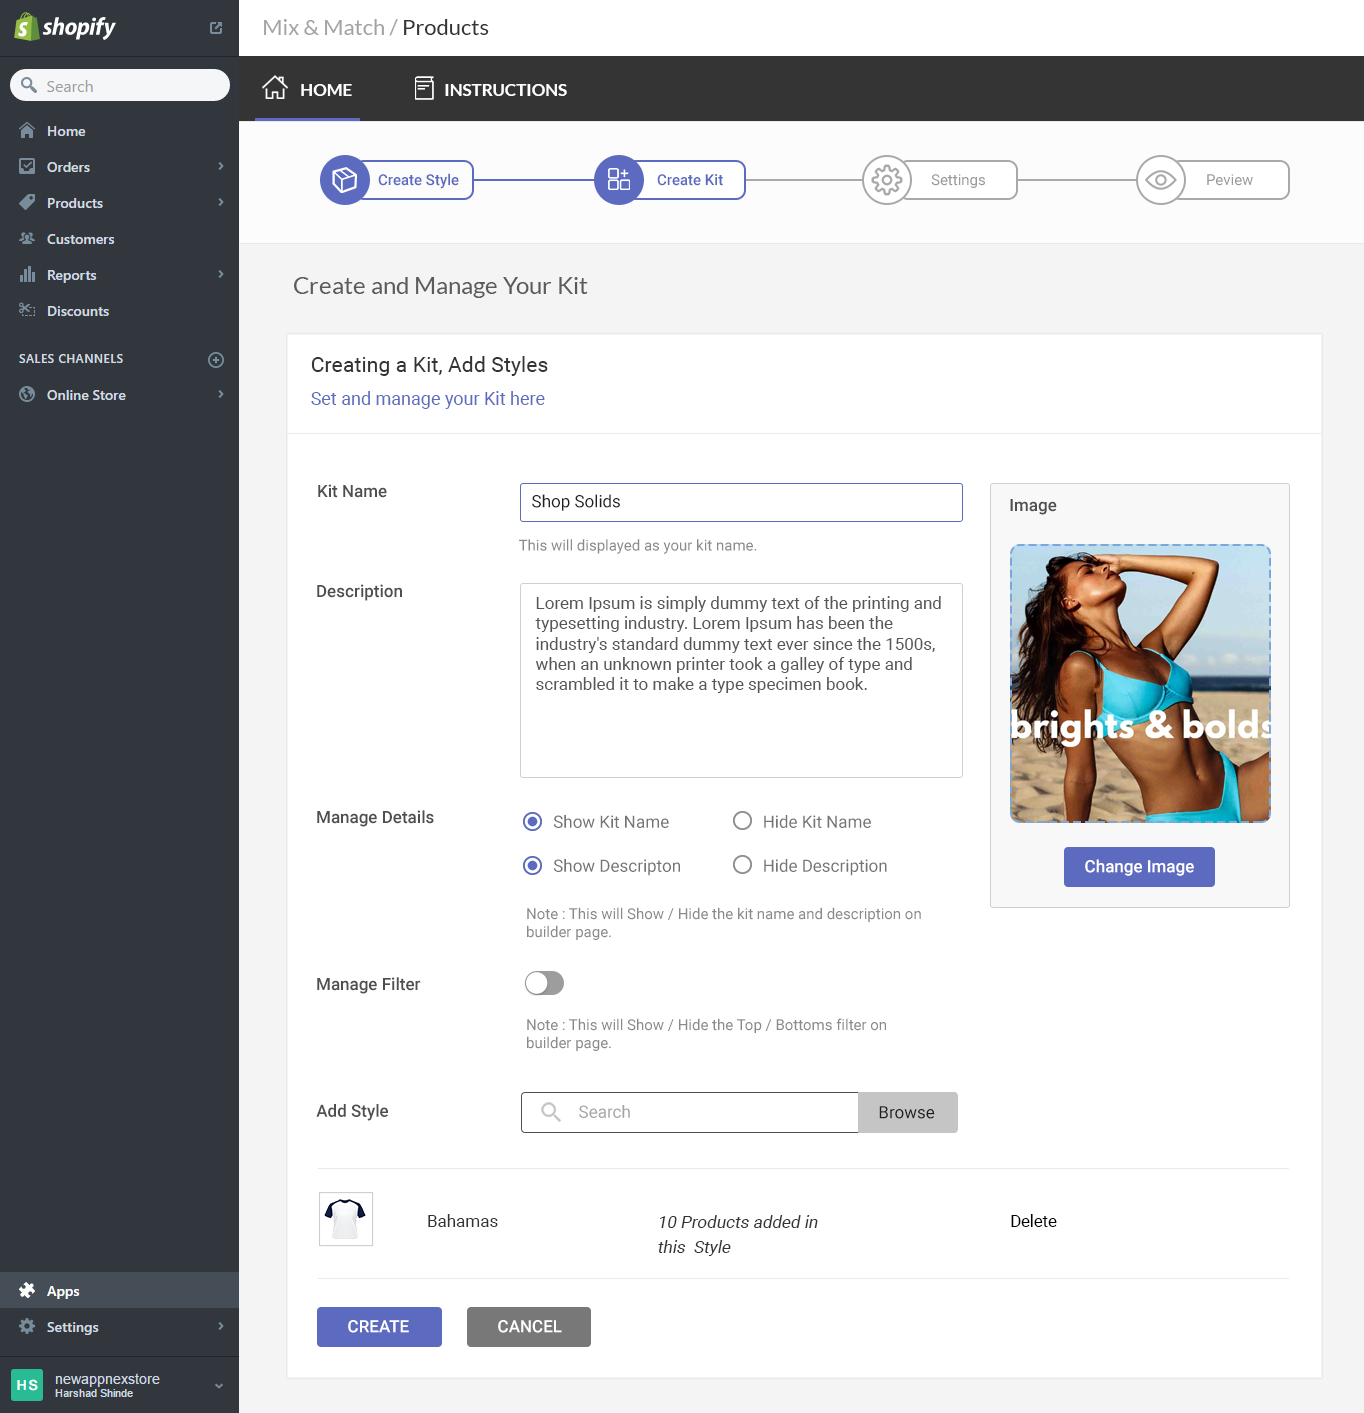 shopify
Search
Home
Orders
Products
Customers
Reports
Discounts
SALES CHANNELS
Online Store
Apps
Settings
HS
newappnexstore
Harshad Shinde
Mix & Match / Products
HOME
INSTRUCTIONS
Create Style
Create Kit
Settings
Peview
Create and Manage Your Kit
Creating a Kit, Add Styles
Set and manage your Kit here
Kit Name
Shop Solids
This will displayed as your kit name.
Description
Lorem Ipsum is simply dummy text of the printing and
typesetting industry. Lorem Ipsum has been the
industry's standard dummy text ever since the 1500s,
when an unknown printer took a galley of type and
scrambled it to make a type specimen book.
Image
brights & bolds
Change Image
Manage Details
Show Kit Name
Hide Kit Name
Show Descripton
Hide Description
Note : This will Show / Hide the kit name and description on
builder page.
Manage Filter
Note : This will Show / Hide the Top / Bottoms filter on
builder page.
Add Style
Search
Browse
Bahamas
10 Products added in
this Style
Delete
CREATE
CANCEL